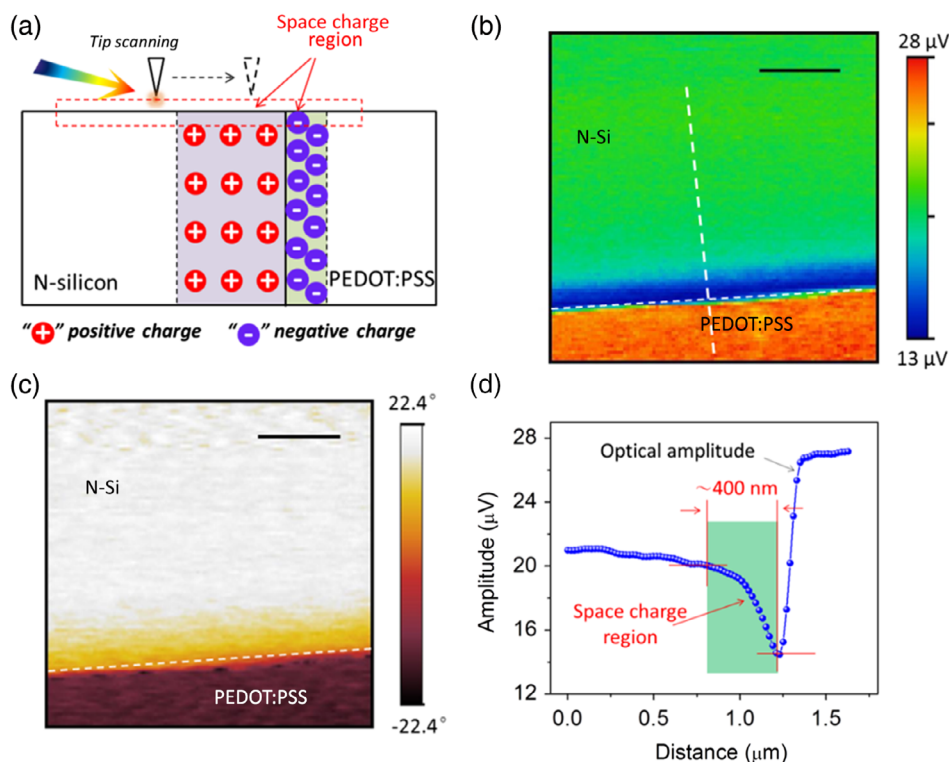 (a)
Space charge
region
Tip scanning
N-silicon
PEDOT:PSS
“+” positive charge “-” negative charge
(b)
28 μV
N-Si
PEDOT:PSS
13 μV
(c)
22.4°
N-Si
PEDOT:PSS
-22.4°
(d)
28
24
20
16
12
Amplitude (μV)
Optical amplitude
~400 nm
Space charge
region
0.0 0.5 1.0 1.5
Distance (μm)